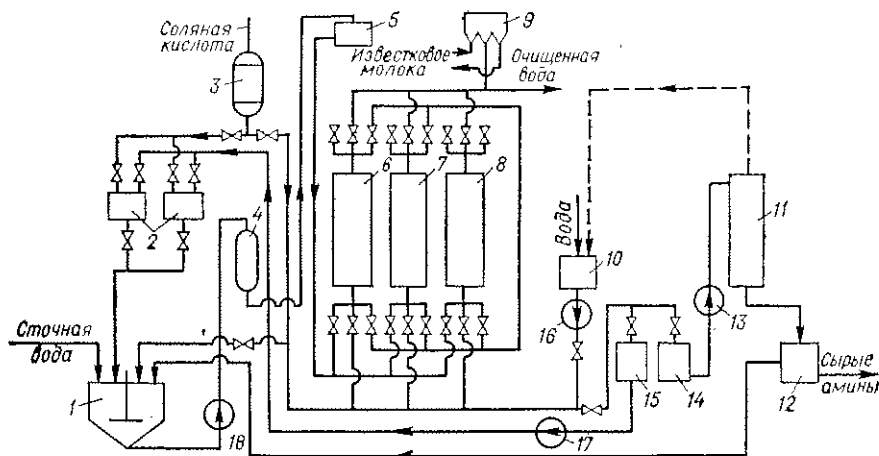 Соляная
кислота
3
5
9
Известковое
молоко
Очищенная
вода
6
7
8
2
4
Вода
10
11
16
13
Сточная
вода
1
18
15
14
12
Сырые
амины
17